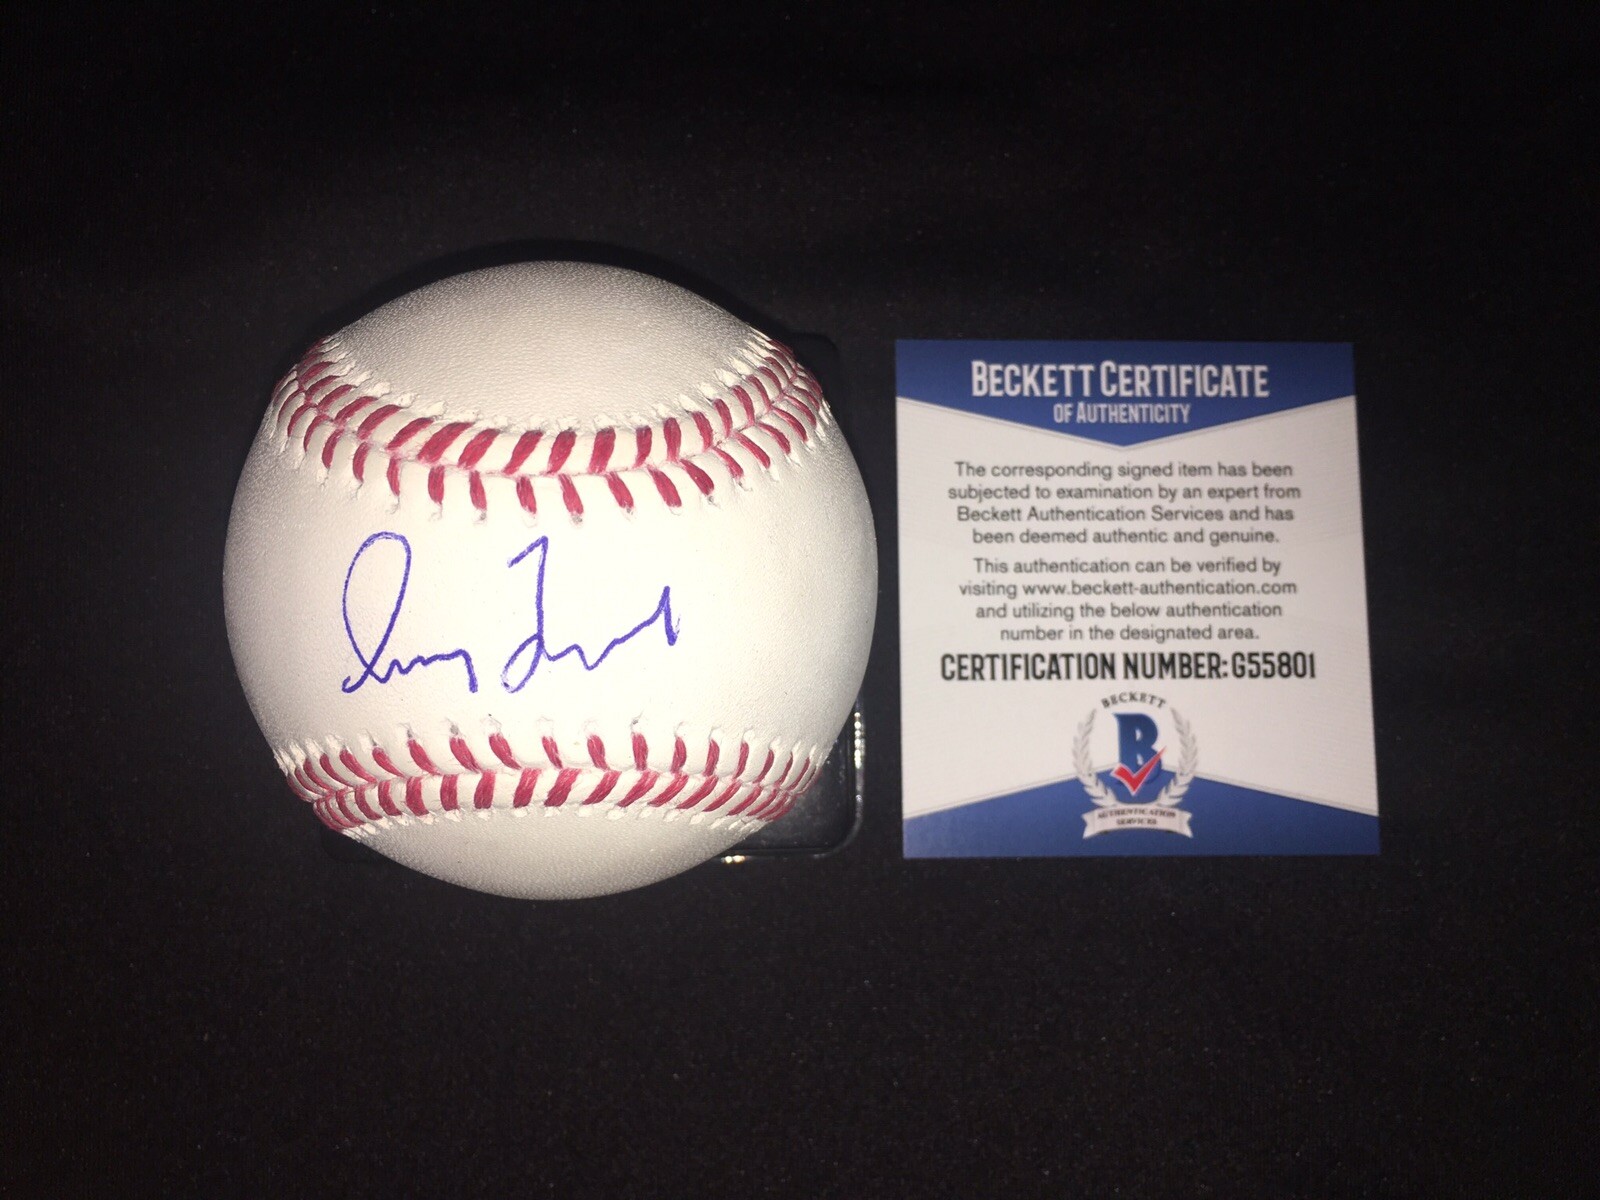 BECKETT CERTIFICATE
OF AUTHENTICITY
The corresponding signed item has been
subjected to examination by an expert from
Beckett Authentication Services and has
been deemed authentic and genuine.
This authentication can be verified by
visiting www.beckett-authentication.com
and utilizing the below authentication
number in the designated area.
CERTIFICATION NUMBER:G55801
BECKETT
B
AUTHENTICATION
SERVICES